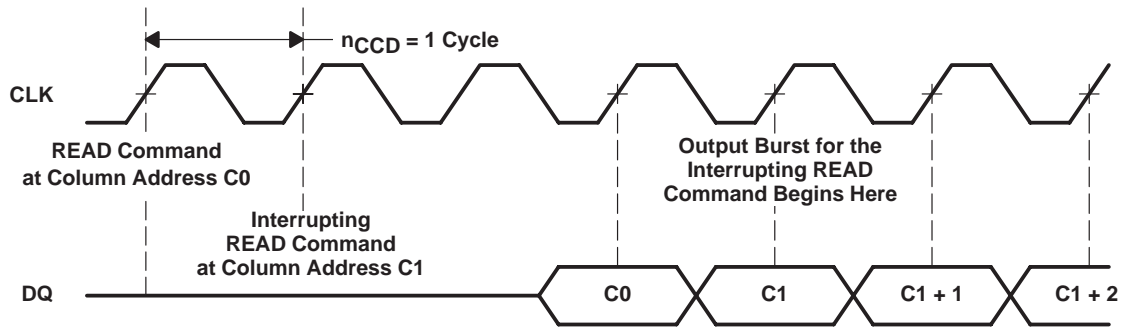 nCCD = 1 Cycle
CLK
READ Command
at Column Address C0
Output Burst for the
Interrupting READ
Command Begins Here
Interrupting
READ Command
at Column Address C1
DQ
C0
C1
C1 + 1
C1 + 2